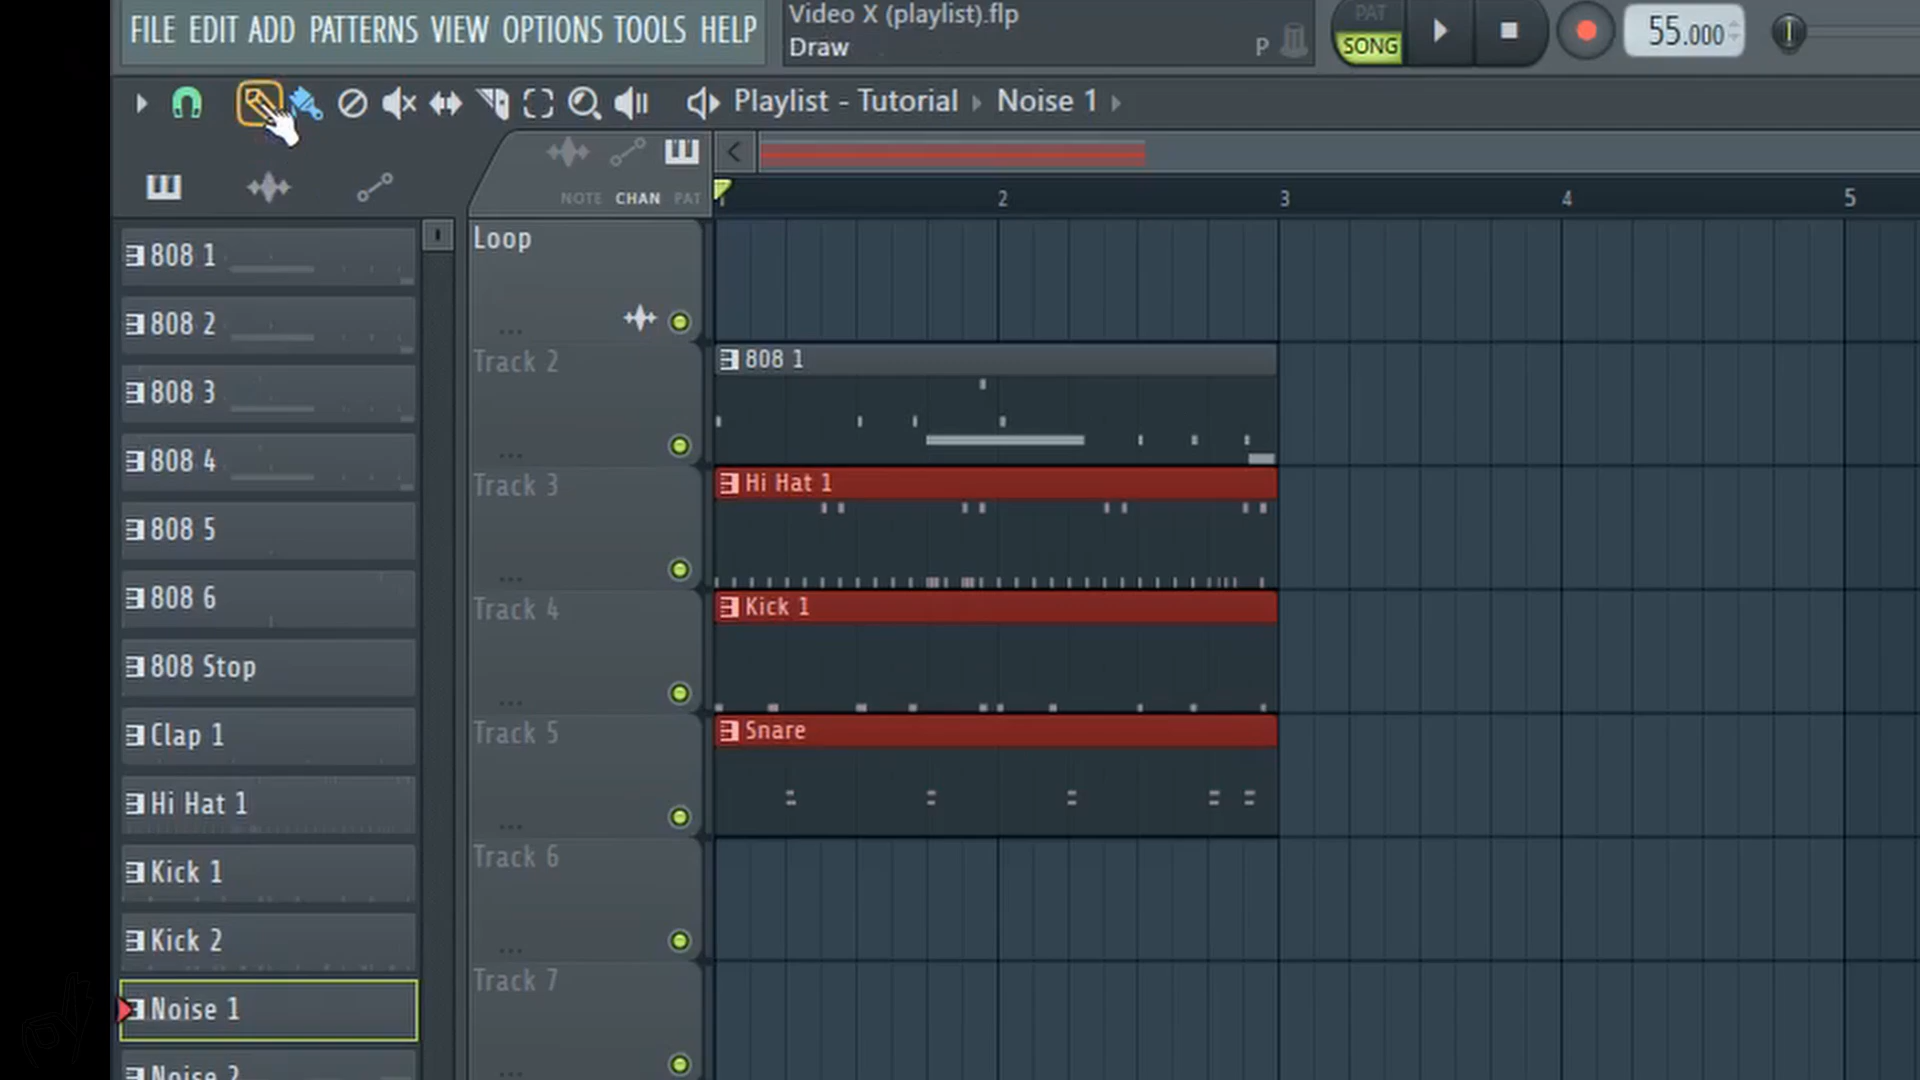 FILE EDIT ADD PATTERNS VIEW OPTIONS TOOLS HELP
Video X (playlist).flp
Draw
P
PAT
SONG
55.000
Playlist - Tutorial ▸ Noise 1 ▸
NOTE CHAN PAT
1 2 3 4 5
808 1
808 2
808 3
808 4
808 5
808 6
808 Stop
Clap 1
Hi Hat 1
Kick 1
Kick 2
Noise 1
Noise 2
Loop
Track 2
Track 3
Track 4
Track 5
Track 6
Track 7
808 1
Hi Hat 1
Kick 1
Snare